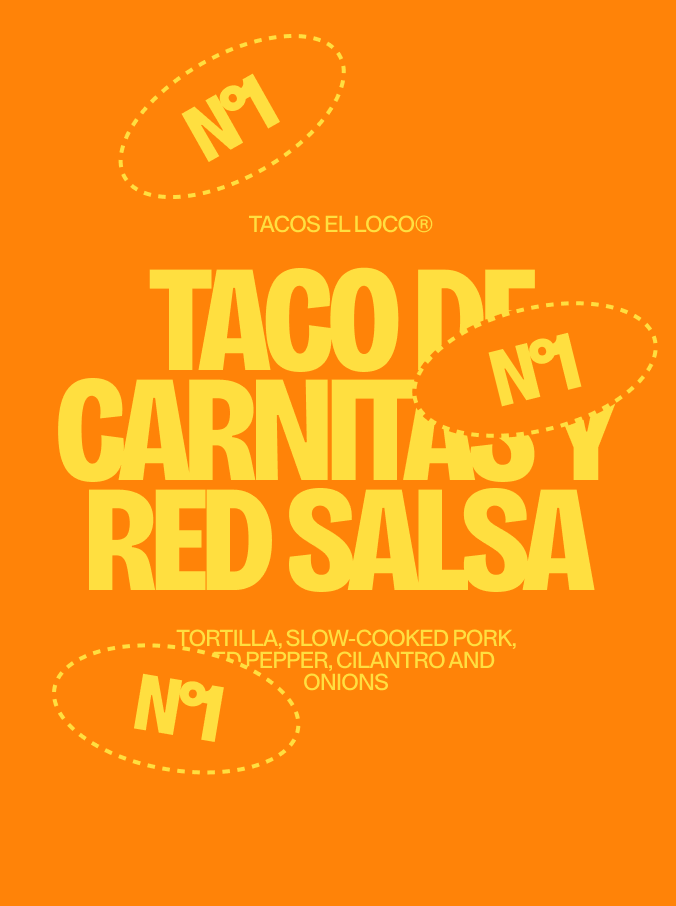 Nº1
TACOS EL LOCO®
TACO DE
CARNITAS Y
Nº1
RED SALSA
TORTILLA, SLOW-COOKED PORK,
PEPPER, CILANTRO AND
ONIONS
Nº1